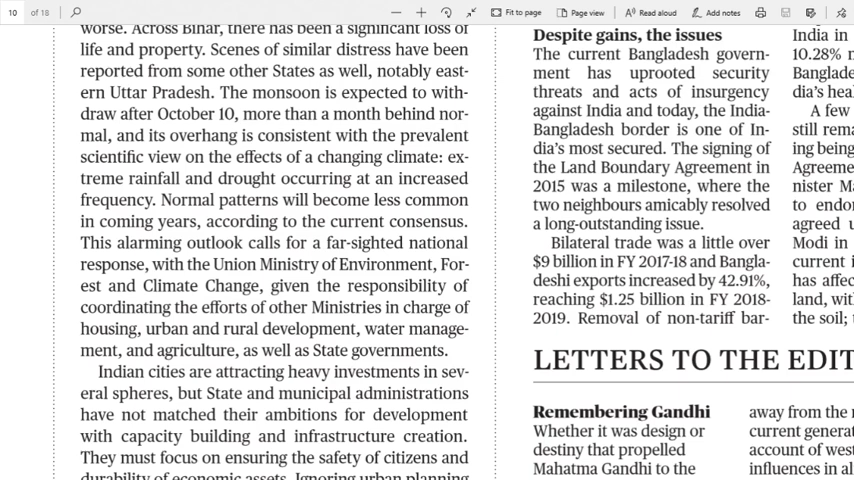 10 of 18
Fit to page
Page view
Read aloud
Add notes
worse. Across Bihar, there has been a significant loss of
life and property. Scenes of similar distress have been
reported from some other States as well, notably east-
ern Uttar Pradesh. The monsoon is expected to with-
draw after October 10, more than a month behind nor-
mal, and its overhang is consistent with the prevalent
scientific view on the effects of a changing climate: ex-
treme rainfall and drought occurring at an increased
frequency. Normal patterns will become less common
in coming years, according to the current consensus.
This alarming outlook calls for a far-sighted national
response, with the Union Ministry of Environment, For-
est and Climate Change, given the responsibility of
coordinating the efforts of other Ministries in charge of
housing, urban and rural development, water manage-
ment, and agriculture, as well as State governments.
Indian cities are attracting heavy investments in sev-
eral spheres, but State and municipal administrations
have not matched their ambitions for development
with capacity building and infrastructure creation.
They must focus on ensuring the safety of citizens and
durability of economic assets. Ignoring urban planning
Despite gains, the issues
The current Bangladesh govern-
ment has uprooted security
threats and acts of insurgency
against India and today, the India-
Bangladesh border is one of In-
dia's most secured. The signing of
the Land Boundary Agreement in
2015 was a milestone, where the
two neighbours amicably resolved
a long-outstanding issue.
Bilateral trade was a little over
$9 billion in FY 2017-18 and Bangla-
deshi exports increased by 42.91%,
reaching $1.25 billion in FY 2018-
2019. Removal of non-tariff bar-
India in
10.28% 
Banglade
dia's hea
A few
still rema
ing being
Agreeme
nister Ma
to endor
agreed u
Modi in
current i
has affec
land, wit
the soil;
LETTERS TO THE EDIT
Remembering Gandhi
Whether it was design or
destiny that propelled
Mahatma Gandhi to the
away from the
current generat
account of west
influences in al